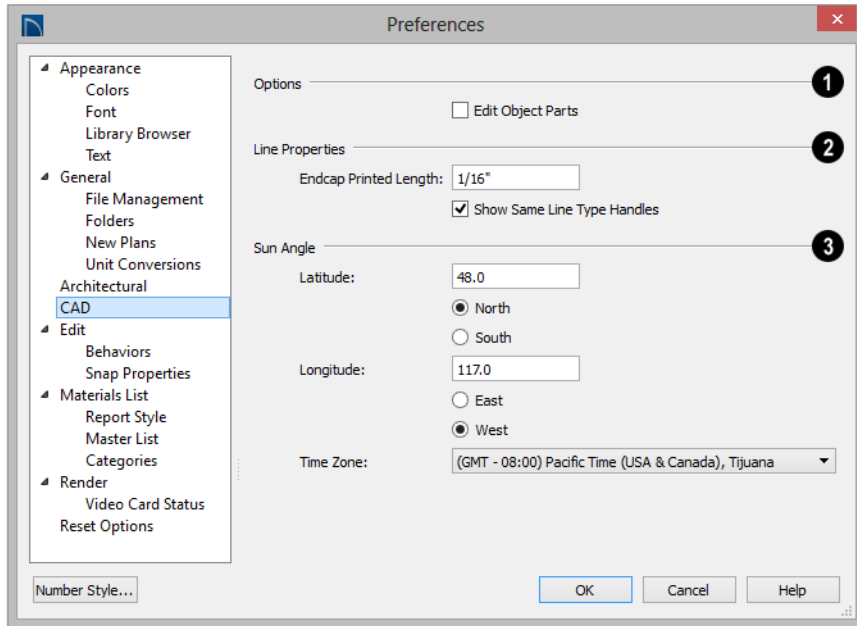 Preferences
Appearance
Colors
Font
Library Browser
Text
General
File Management
Folders
New Plans
Unit Conversions
Architectural
CAD
Edit
Behaviors
Snap Properties
Materials List
Report Style
Master List
Categories
Render
Video Card Status
Reset Options
Options 1
Edit Object Parts
Line Properties 2
Endcap Printed Length: 1/16"
Show Same Line Type Handles
Sun Angle 3
Latitude: 48.0
North
South
Longitude: 117.0
East
West
Time Zone: (GMT - 08:00) Pacific Time (USA & Canada), Tijuana
Number Style... OK Cancel Help